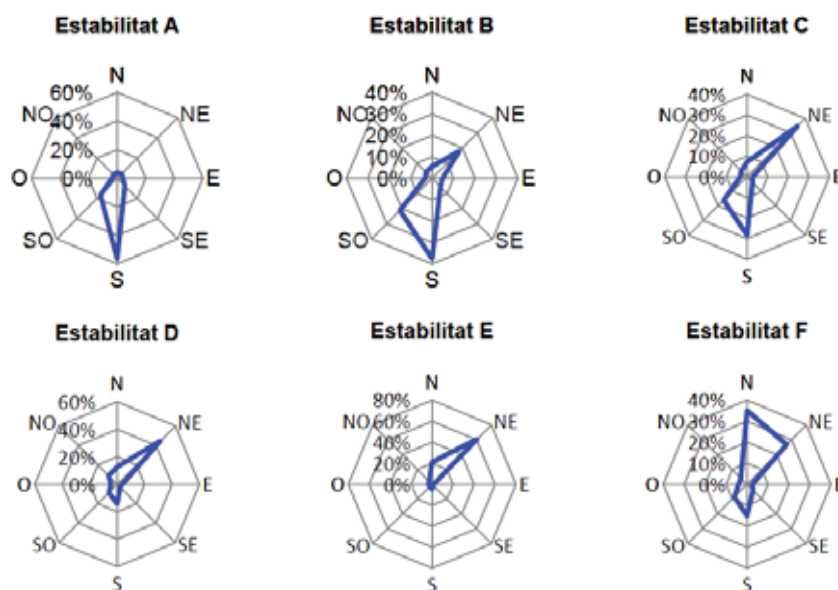 Estabilitat A
N
60%
NO
NE
40%
20%
O
0%
E
SO
SE
S
Estabilitat B
N
40%
NO
30%
NE
20%
10%
O
0%
E
SO
SE
S
Estabilitat C
N
40%
NO
30%
NE
20%
10%
O
0%
E
SO
SE
S
Estabilitat D
N
60%
NO
NE
40%
20%
O
0%
E
SO
SE
S
Estabilitat E
N
80%
NO
60%
NE
40%
20%
O
0%
E
SO
SE
S
Estabilitat F
N
40%
NO
30%
NE
20%
10%
O
0%
E
SO
SE
S